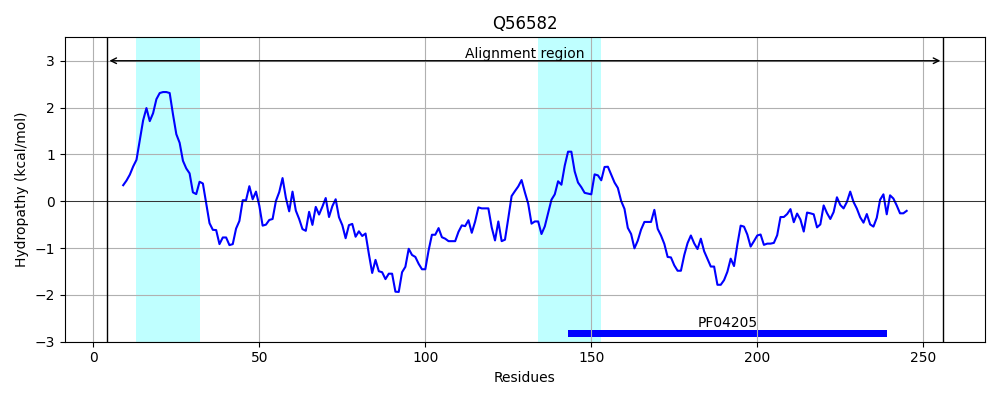 Q56582
Hydropathy (kcal/mol)
3
2
1
0
−1
−2
−3
Alignment region
PF04205
0 50 100 150 200 250
Residues